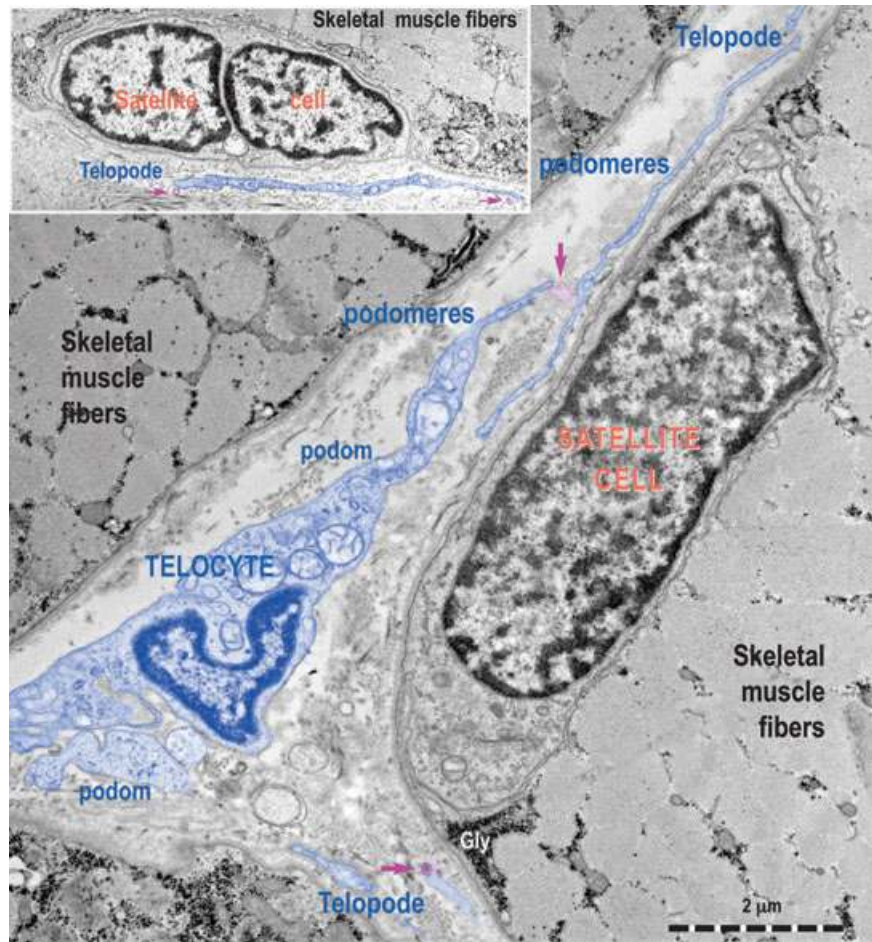 Skeletal muscle fibers
Satellite cell
Telopode
Telopode
podomeres
podomeres
Skeletal
muscle
fibers
podom
SATELLITE
CELL
TELOCYTE
Skeletal
muscle
fibers
podom
Gly
Telopode
2 µm